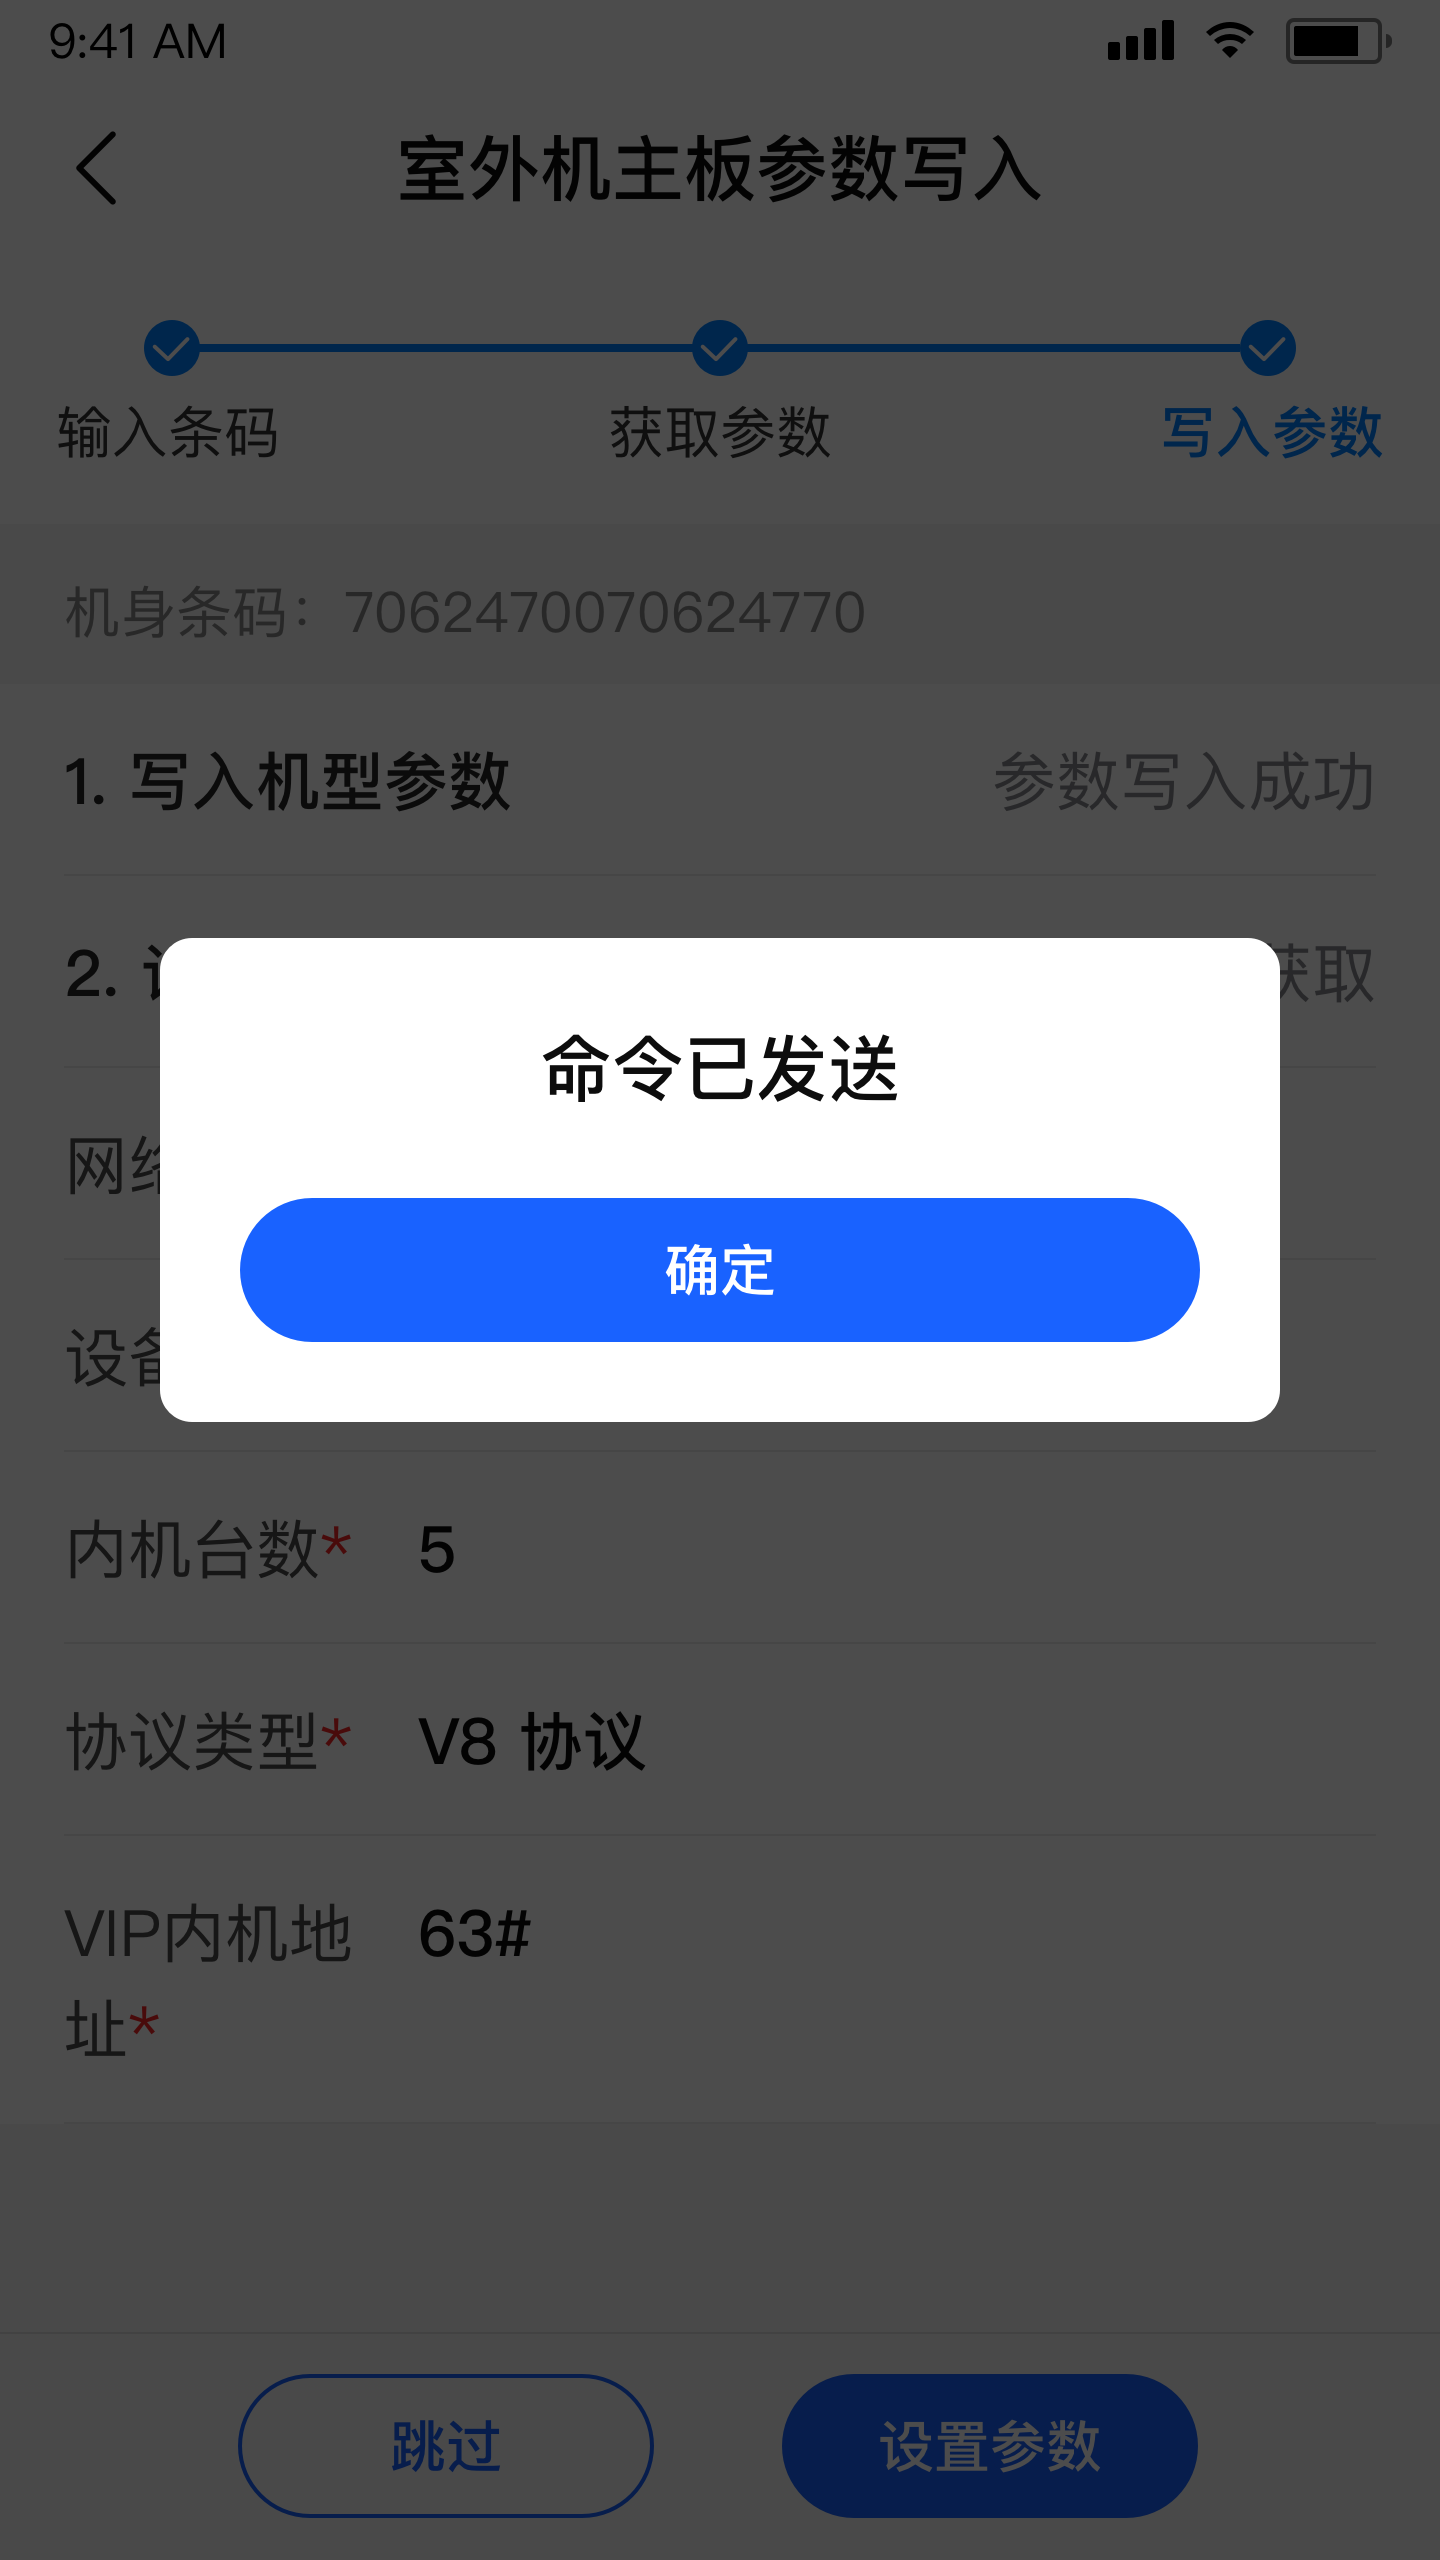 9:41 AM
室外机主板参数写入
输入条码 获取参数 写入参数
机身条码：7062470070624770
1. 写入机型参数 参数写入成功
2. 获取
网络
设备
命令已发送
确定
内机台数* 5
协议类型* V8 协议
VIP内机地 63#
址*
跳过 设置参数